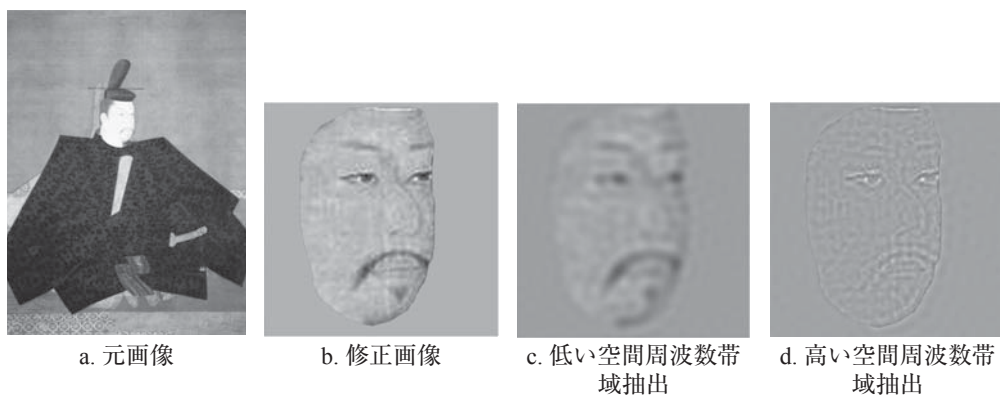 a. 元画像
b. 修正画像
c. 低い空間周波数帯
域抽出
d. 高い空間周波数帯
域抽出